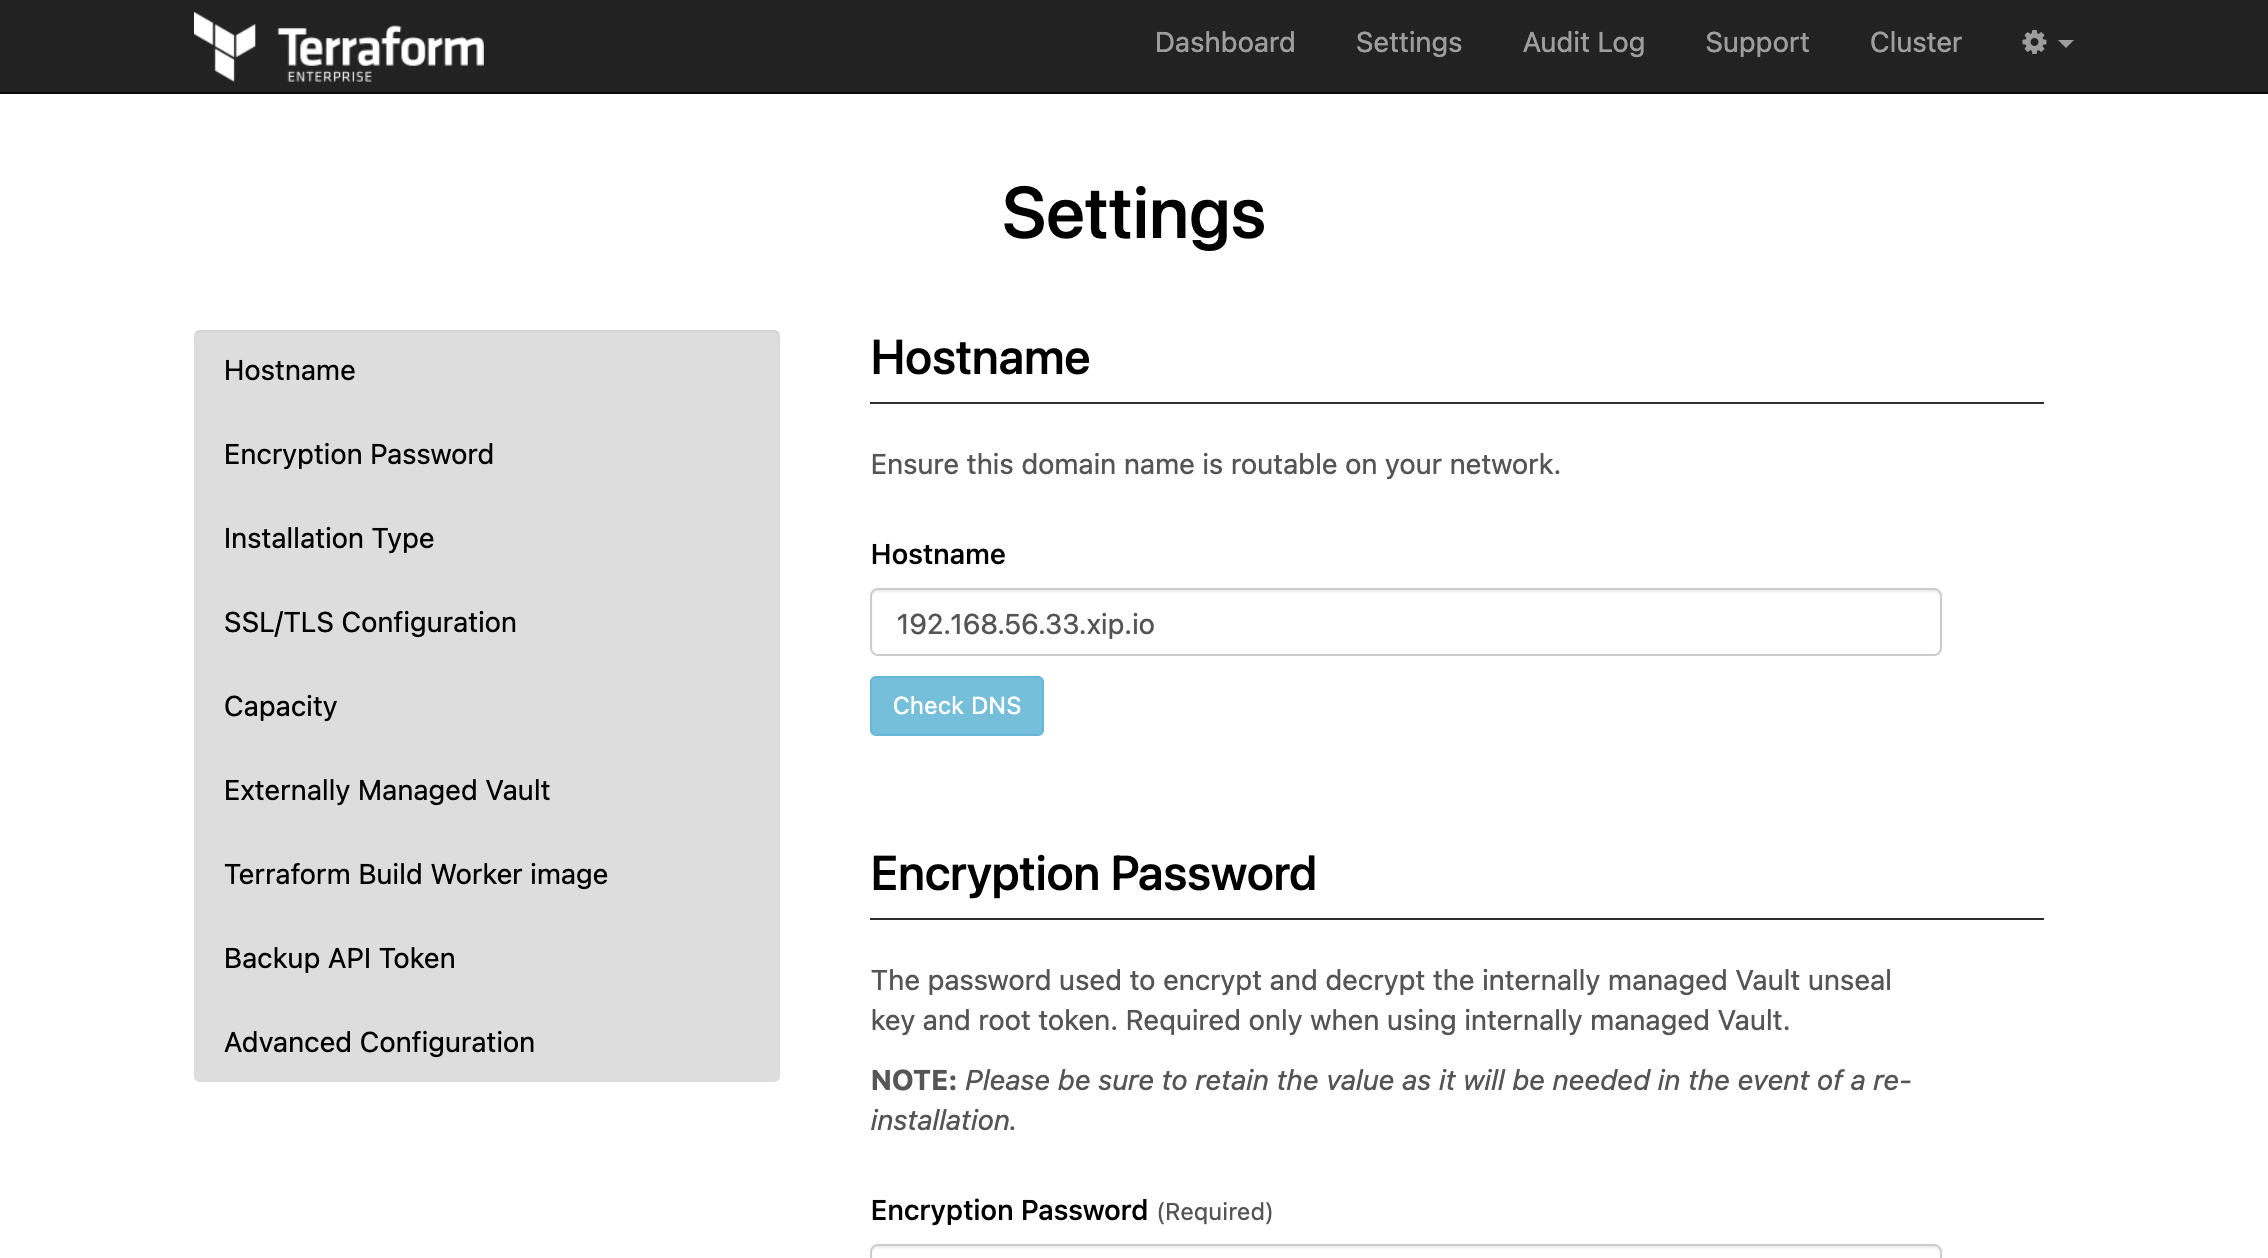 Terraform
ENTERPRISE
Dashboard Settings Audit Log Support Cluster
Settings
Hostname
Encryption Password
Installation Type
SSL/TLS Configuration
Capacity
Externally Managed Vault
Terraform Build Worker image
Backup API Token
Advanced Configuration
Hostname
Ensure this domain name is routable on your network.
Hostname
192.168.56.33.xip.io
Check DNS
Encryption Password
The password used to encrypt and decrypt the internally managed Vault unseal
key and root token. Required only when using internally managed Vault.
NOTE: Please be sure to retain the value as it will be needed in the event of a re-
installation.
Encryption Password (Required)